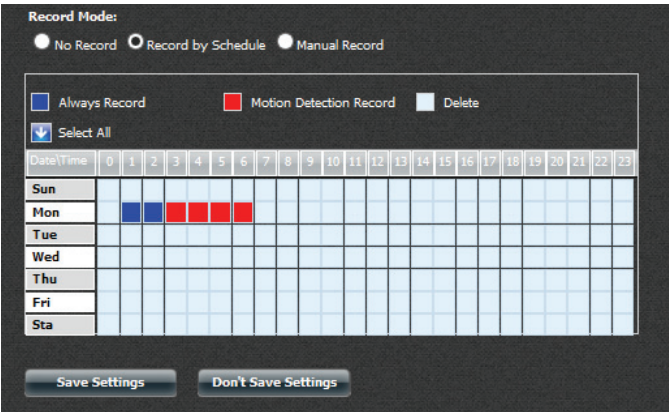 Record Mode:
No Record Record by Schedule Manual Record
Always Record Motion Detection Record Delete
Select All
Date\Time 0 1 2 3 4 5 6 7 8 9 10 11 12 13 14 15 16 17 18 19 20 21 22 23
Sun
Mon
Tue
Wed
Thu
Fri
Sta
Save Settings Don't Save Settings